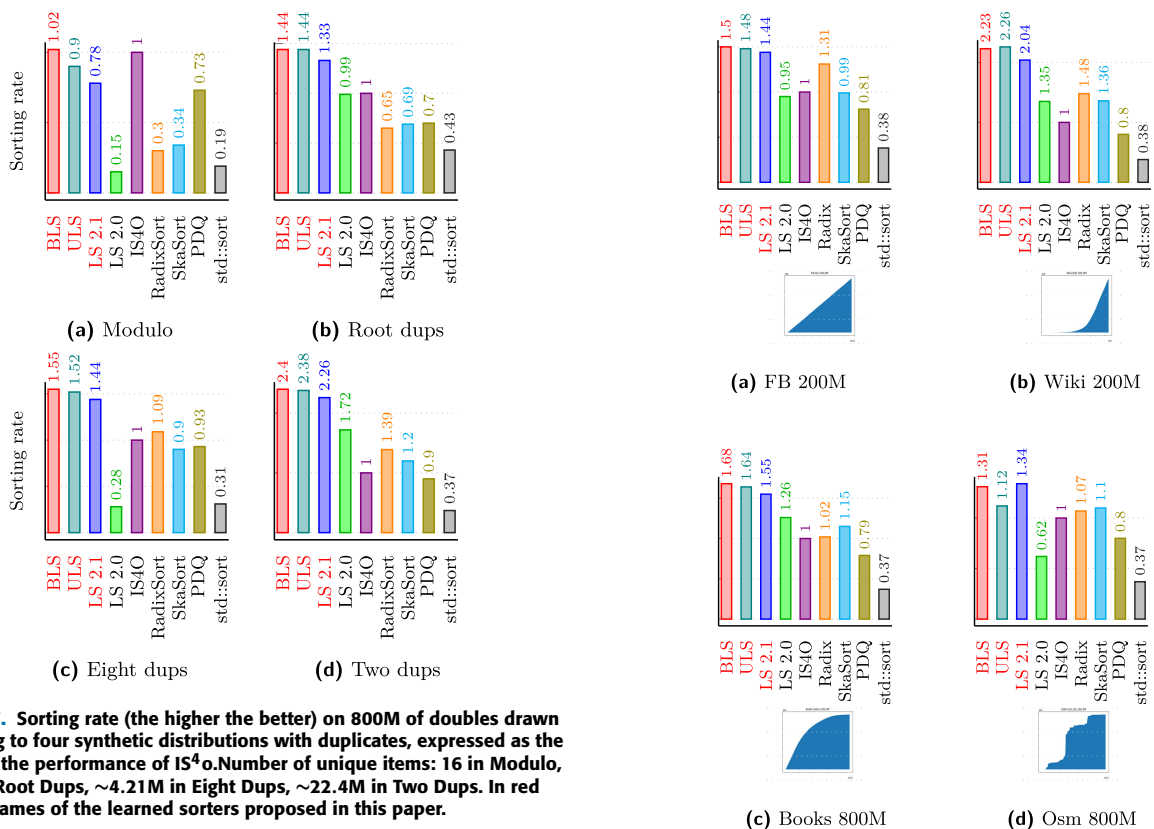 Sorting rate
1.02
0.9
0.78
0.15
1
0.3
0.34
0.73
0.19
BLS
ULS
LS 2.1
LS 2.0
IS4O
RadixSort
SkaSort
PDQ
std::sort
(a) Modulo
1.44
1.44
1.33
0.99
1
0.65
0.69
0.7
0.43
BLS
ULS
LS 2.1
LS 2.0
IS4O
RadixSort
SkaSort
PDQ
std::sort
(b) Root dups
Sorting rate
1.55
1.52
1.44
0.28
1
1.09
0.9
0.93
0.31
BLS
ULS
LS 2.1
LS 2.0
IS4O
RadixSort
SkaSort
PDQ
std::sort
(c) Eight dups
2.4
2.38
2.26
1.72
1
1.39
1.2
0.9
0.37
BLS
ULS
LS 2.1
LS 2.0
IS4O
RadixSort
SkaSort
PDQ
std::sort
(d) Two dups
. Sorting rate (the higher the better) on 800M of doubles drawn
g to four synthetic distributions with duplicates, expressed as the
the performance of IS⁴o.Number of unique items: 16 in Modulo,
Root Dups, ∼4.21M in Eight Dups, ∼22.4M in Two Dups. In red
ames of the learned sorters proposed in this paper.
1.5
1.48
1.44
0.95
1
1.31
0.99
0.81
0.38
BLS
ULS
LS 2.1
LS 2.0
IS4O
Radix
SkaSort
PDQ
std::sort
(a) FB 200M
2.23
2.26
2.04
1.35
1
1.48
1.36
0.8
0.38
BLS
ULS
LS 2.1
LS 2.0
IS4O
Radix
SkaSort
PDQ
std::sort
(b) Wiki 200M
1.68
1.64
1.55
1.26
1
1.02
1.15
0.79
0.37
BLS
ULS
LS 2.1
LS 2.0
IS4O
Radix
SkaSort
PDQ
std::sort
(c) Books 800M
1.31
1.12
1.34
0.62
1
1.07
1.1
0.8
0.37
BLS
ULS
LS 2.1
LS 2.0
IS4O
Radix
SkaSort
PDQ
std::sort
(d) Osm 800M